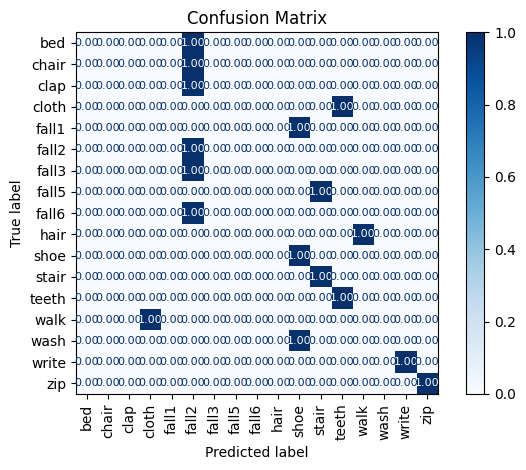 Confusion Matrix
True label
bed 0.00 0.00 0.00 0.00 0.00 1.00 0.00 0.00 0.00 0.00 0.00 0.00 0.00 0.00 0.00 0.00 0.00
chair 0.00 0.00 0.00 0.00 0.00 1.00 0.00 0.00 0.00 0.00 0.00 0.00 0.00 0.00 0.00 0.00 0.00
clap 0.00 0.00 0.00 0.00 0.00 1.00 0.00 0.00 0.00 0.00 0.00 0.00 0.00 0.00 0.00 0.00 0.00
cloth 0.00 0.00 0.00 0.00 0.00 0.00 0.00 0.00 0.00 0.00 0.00 0.00 1.00 0.00 0.00 0.00 0.00
fall1 0.00 0.00 0.00 0.00 0.00 0.00 0.00 0.00 0.00 0.00 1.00 0.00 0.00 0.00 0.00 0.00 0.00
fall2 0.00 0.00 0.00 0.00 0.00 1.00 0.00 0.00 0.00 0.00 0.00 0.00 0.00 0.00 0.00 0.00 0.00
fall3 0.00 0.00 0.00 0.00 0.00 1.00 0.00 0.00 0.00 0.00 0.00 0.00 0.00 0.00 0.00 0.00 0.00
fall5 0.00 0.00 0.00 0.00 0.00 0.00 0.00 0.00 0.00 0.00 0.00 1.00 0.00 0.00 0.00 0.00 0.00
fall6 0.00 0.00 0.00 0.00 0.00 1.00 0.00 0.00 0.00 0.00 0.00 0.00 0.00 0.00 0.00 0.00 0.00
hair 0.00 0.00 0.00 0.00 0.00 0.00 0.00 0.00 0.00 0.00 0.00 0.00 0.00 1.00 0.00 0.00 0.00
shoe 0.00 0.00 0.00 0.00 0.00 0.00 0.00 0.00 0.00 0.00 1.00 0.00 0.00 0.00 0.00 0.00 0.00
stair 0.00 0.00 0.00 0.00 0.00 0.00 0.00 0.00 0.00 0.00 0.00 1.00 0.00 0.00 0.00 0.00 0.00
teeth 0.00 0.00 0.00 0.00 0.00 0.00 0.00 0.00 0.00 0.00 0.00 0.00 1.00 0.00 0.00 0.00 0.00
walk 0.00 0.00 0.00 1.00 0.00 0.00 0.00 0.00 0.00 0.00 0.00 0.00 0.00 0.00 0.00 0.00 0.00
wash 0.00 0.00 0.00 0.00 0.00 0.00 0.00 0.00 0.00 0.00 1.00 0.00 0.00 0.00 0.00 0.00 0.00
write 0.00 0.00 0.00 0.00 0.00 0.00 0.00 0.00 0.00 0.00 0.00 0.00 0.00 0.00 0.00 1.00 0.00
zip 0.00 0.00 0.00 0.00 0.00 0.00 0.00 0.00 0.00 0.00 0.00 0.00 0.00 0.00 0.00 0.00 1.00
bed chair clap cloth fall1 fall2 fall3 fall5 fall6 hair shoe stair teeth walk wash write zip
Predicted label
1.0
0.8
0.6
0.4
0.2
0.0